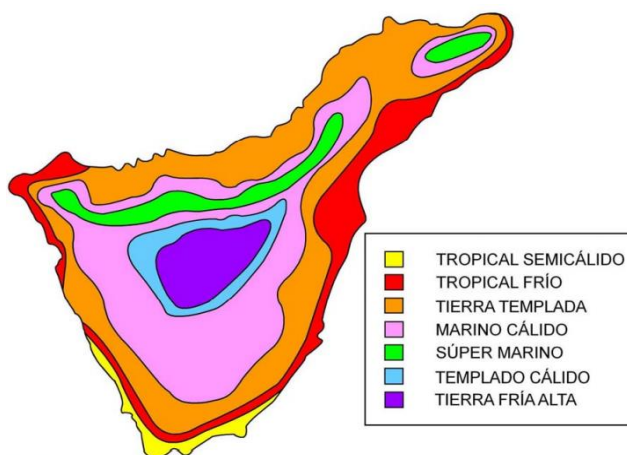 TROPICAL SEMICÁLIDO
TROPICAL FRÍO
TIERRA TEMPLADA
MARINO CÁLIDO
SÚPER MARINO
TEMPLADO CÁLIDO
TIERRA FRÍA ALTA